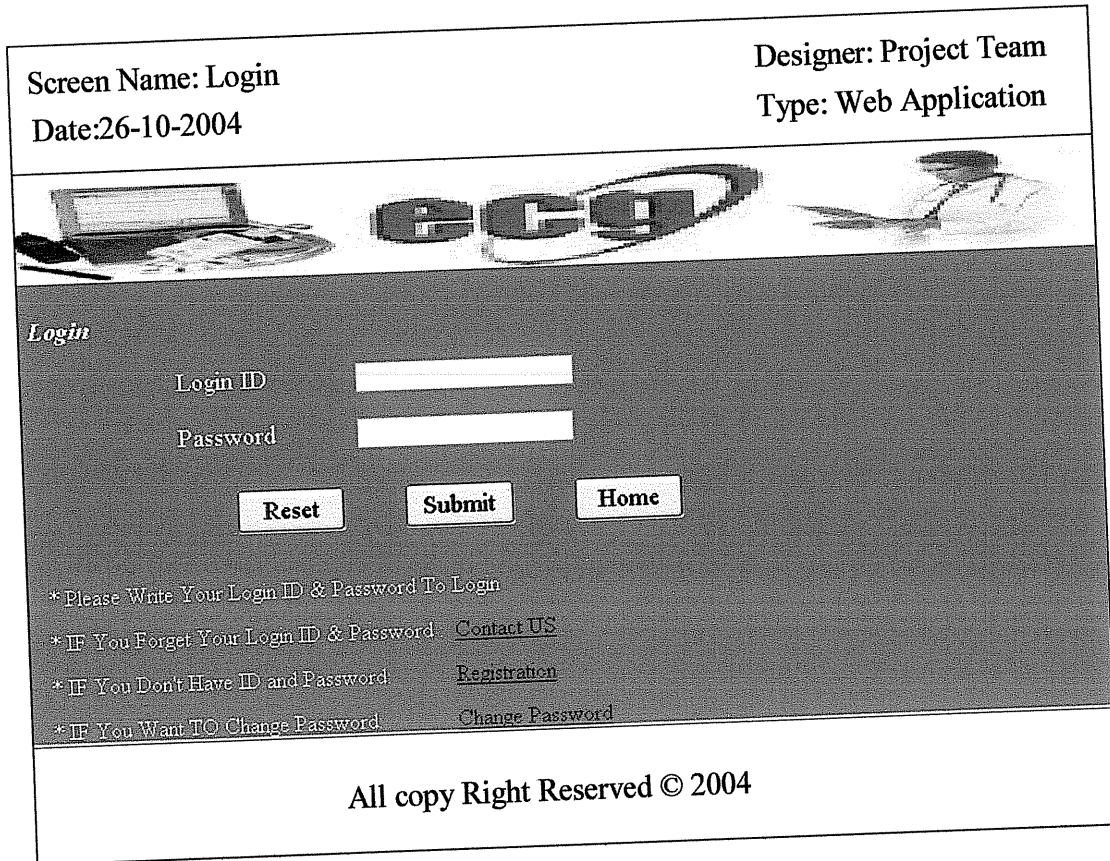 Screen Name: Login
Designer: Project Team
Date:26-10-2004
Type: Web Application
ecg
Login
Login ID
Password
Reset Submit Home
* Please Write Your Login ID & Password To Login
* IF You Forget Your Login ID & Password Contact US
* IF You Don't Have ID and Password Registration
* IF You Want TO Change Password Change Password
All copy Right Reserved © 2004